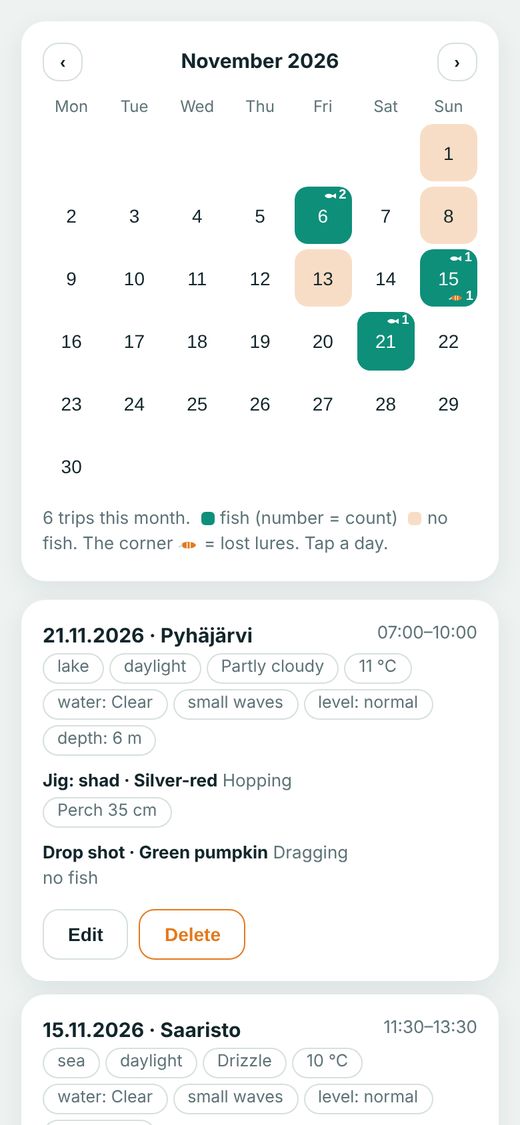 ‹ November 2026 ›
Mon Tue Wed Thu Fri Sat Sun
1
2 3 4 5 6 2 7 8
9 10 11 12 13 14 15 1 1
16 17 18 19 20 21 1 22
23 24 25 26 27 28 29
30
6 trips this month. fish (number = count) no
fish. The corner = lost lures. Tap a day.
21.11.2026 · Pyhäjärvi 07:00–10:00
lake daylight Partly cloudy 11 °C
water: Clear small waves level: normal
depth: 6 m
Jig: shad · Silver-red Hopping
Perch 35 cm
Drop shot · Green pumpkin Dragging
no fish
Edit Delete
15.11.2026 · Saaristo 11:30–13:30
sea daylight Drizzle 10 °C
water: Clear small waves level: normal